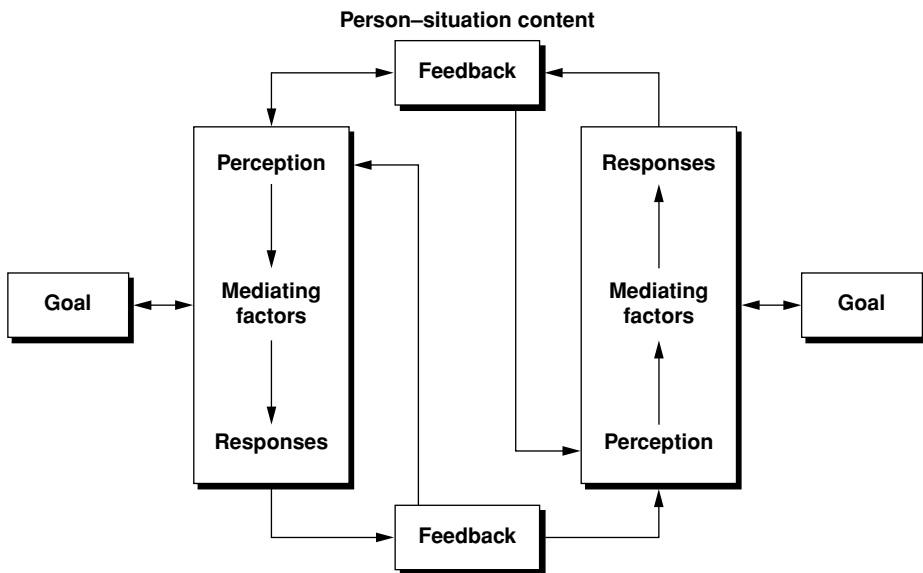 Person–situation content
Feedback
Perception
Mediating
factors
Responses
Goal
Responses
Mediating
factors
Perception
Goal
Feedback